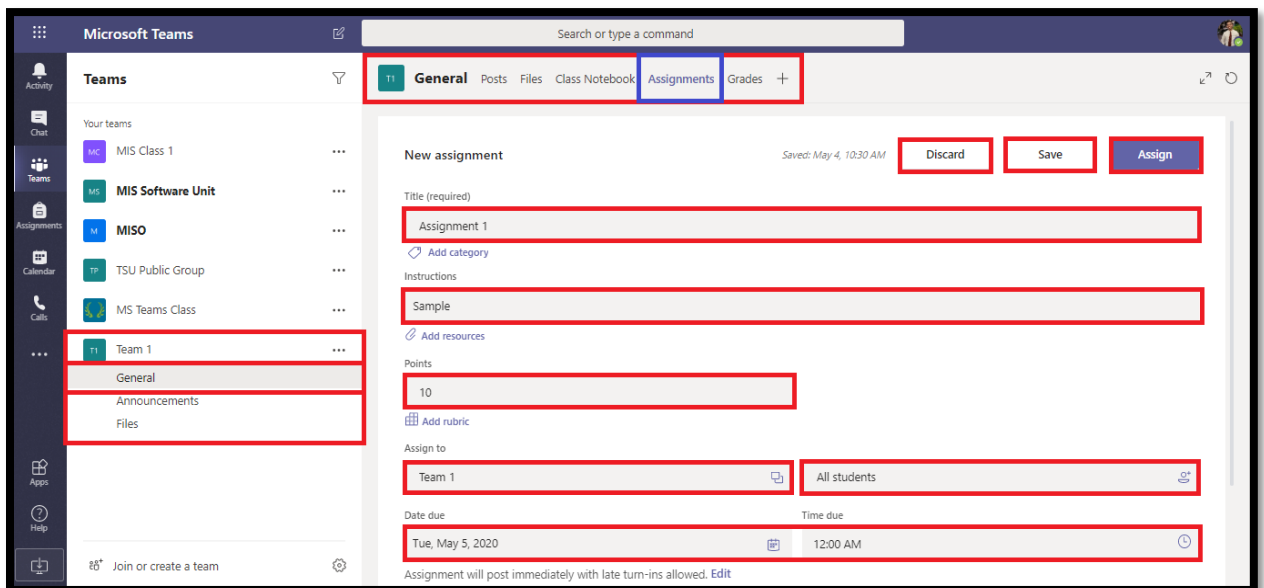 Microsoft Teams
Search or type a command
Activity
Chat
Teams
Assignments
Calendar
Calls
Apps
Help
Teams
Your teams
MC MIS Class 1
MS MIS Software Unit
M MISO
TP TSU Public Group
MS Teams Class
T1 Team 1
General
Announcements
Files
Join or create a team
T1 General Posts Files Class Notebook Assignments Grades +
New assignment Saved: May 4, 10:30 AM Discard Save Assign
Title (required)
Assignment 1
Add category
Instructions
Sample
Add resources
Points
10
Add rubric
Assign to
Team 1 All students
Date due Time due
Tue, May 5, 2020 12:00 AM
Assignment will post immediately with late turn-ins allowed. Edit